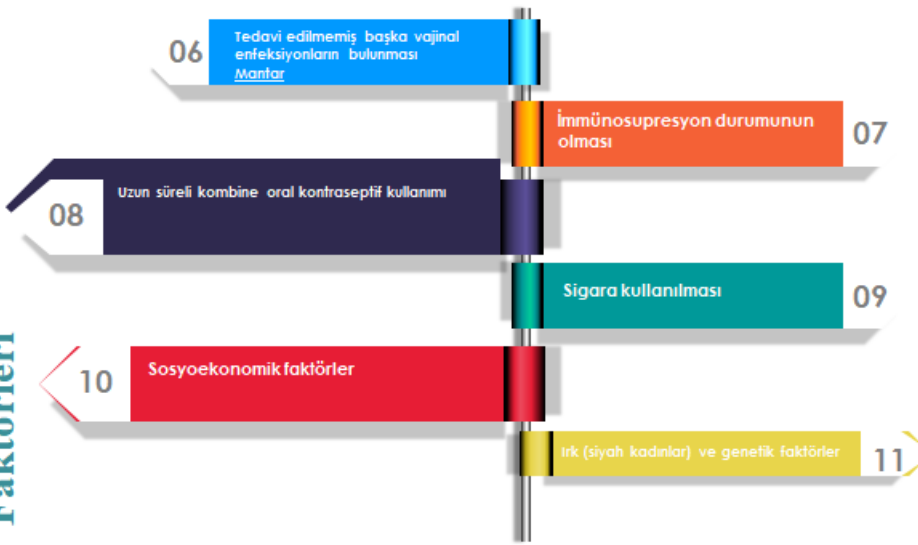 06
Tedavi edilmemiş başka vajinal
enfeksiyonların bulunması
Mantar
İmmünosupresyon durumunun
olması
07
08
Uzun süreli kombine oral kontraseptif kullanımı
Sigara kullanılması
09
10
Sosyoekonomik faktörler
Irk (siyah kadınlar) ve genetik faktörler
11
Faktörleri